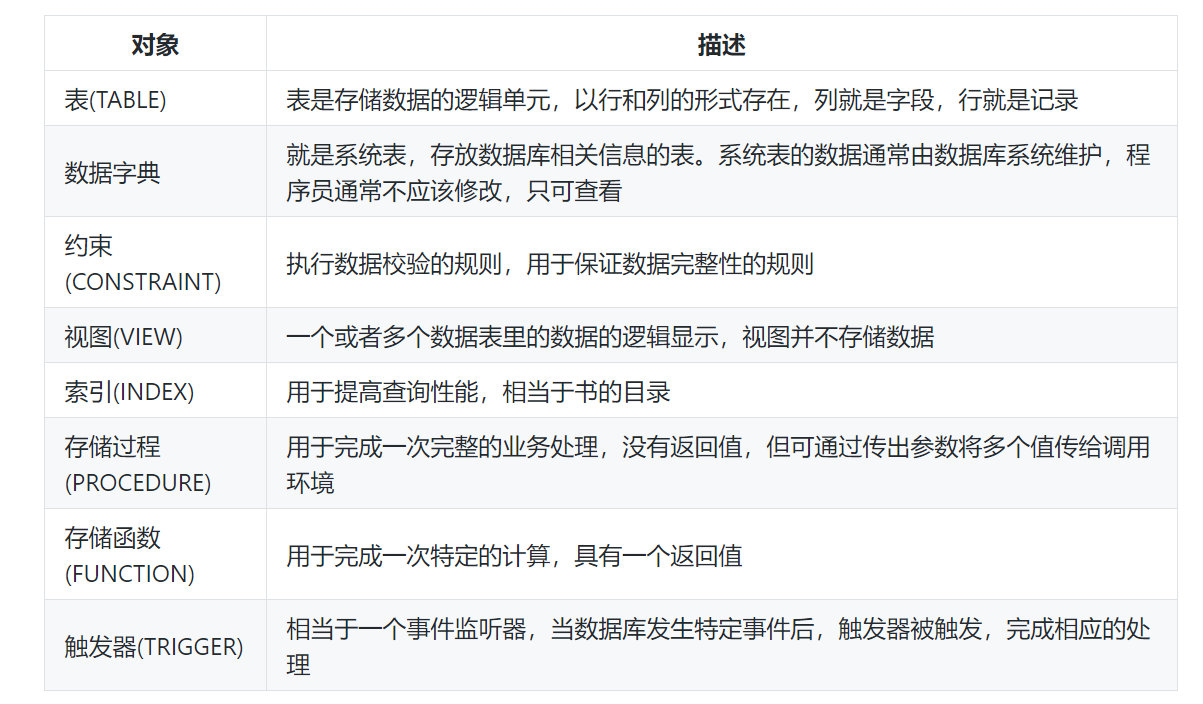 对象 描述
表(TABLE) 表是存储数据的逻辑单元，以行和列的形式存在，列就是字段，行就是记录
数据字典 就是系统表，存放数据库相关信息的表。系统表的数据通常由数据库系统维护，程
序员通常不应该修改，只可查看
约束
(CONSTRAINT) 执行数据校验的规则，用于保证数据完整性的规则
视图(VIEW) 一个或者多个数据表里的数据的逻辑显示，视图并不存储数据
索引(INDEX) 用于提高查询性能，相当于书的目录
存储过程
(PROCEDURE) 用于完成一次完整的业务处理，没有返回值，但可通过传出参数将多个值传给调用
环境
存储函数
(FUNCTION) 用于完成一次特定的计算，具有一个返回值
触发器(TRIGGER) 相当于一个事件监听器，当数据库发生特定事件后，触发器被触发，完成相应的处
理